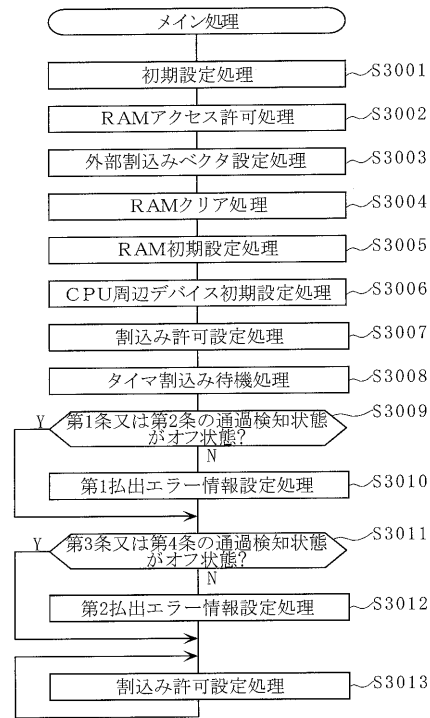 メイン処理
初期設定処理 S3001
RAMアクセス許可処理 S3002
外部割込みベクタ設定処理 S3003
RAMクリア処理 S3004
RAM初期設定処理 S3005
CPU周辺デバイス初期設定処理 S3006
割込み許可設定処理 S3007
タイマ割込み待機処理 S3008
Y 第1条又は第2条の通過検知状態 S3009
がオフ状態?
N
第1払出エラー情報設定処理 S3010
Y 第3条又は第4条の通過検知状態 S3011
がオフ状態?
N
第2払出エラー情報設定処理 S3012
割込み許可設定処理 S3013